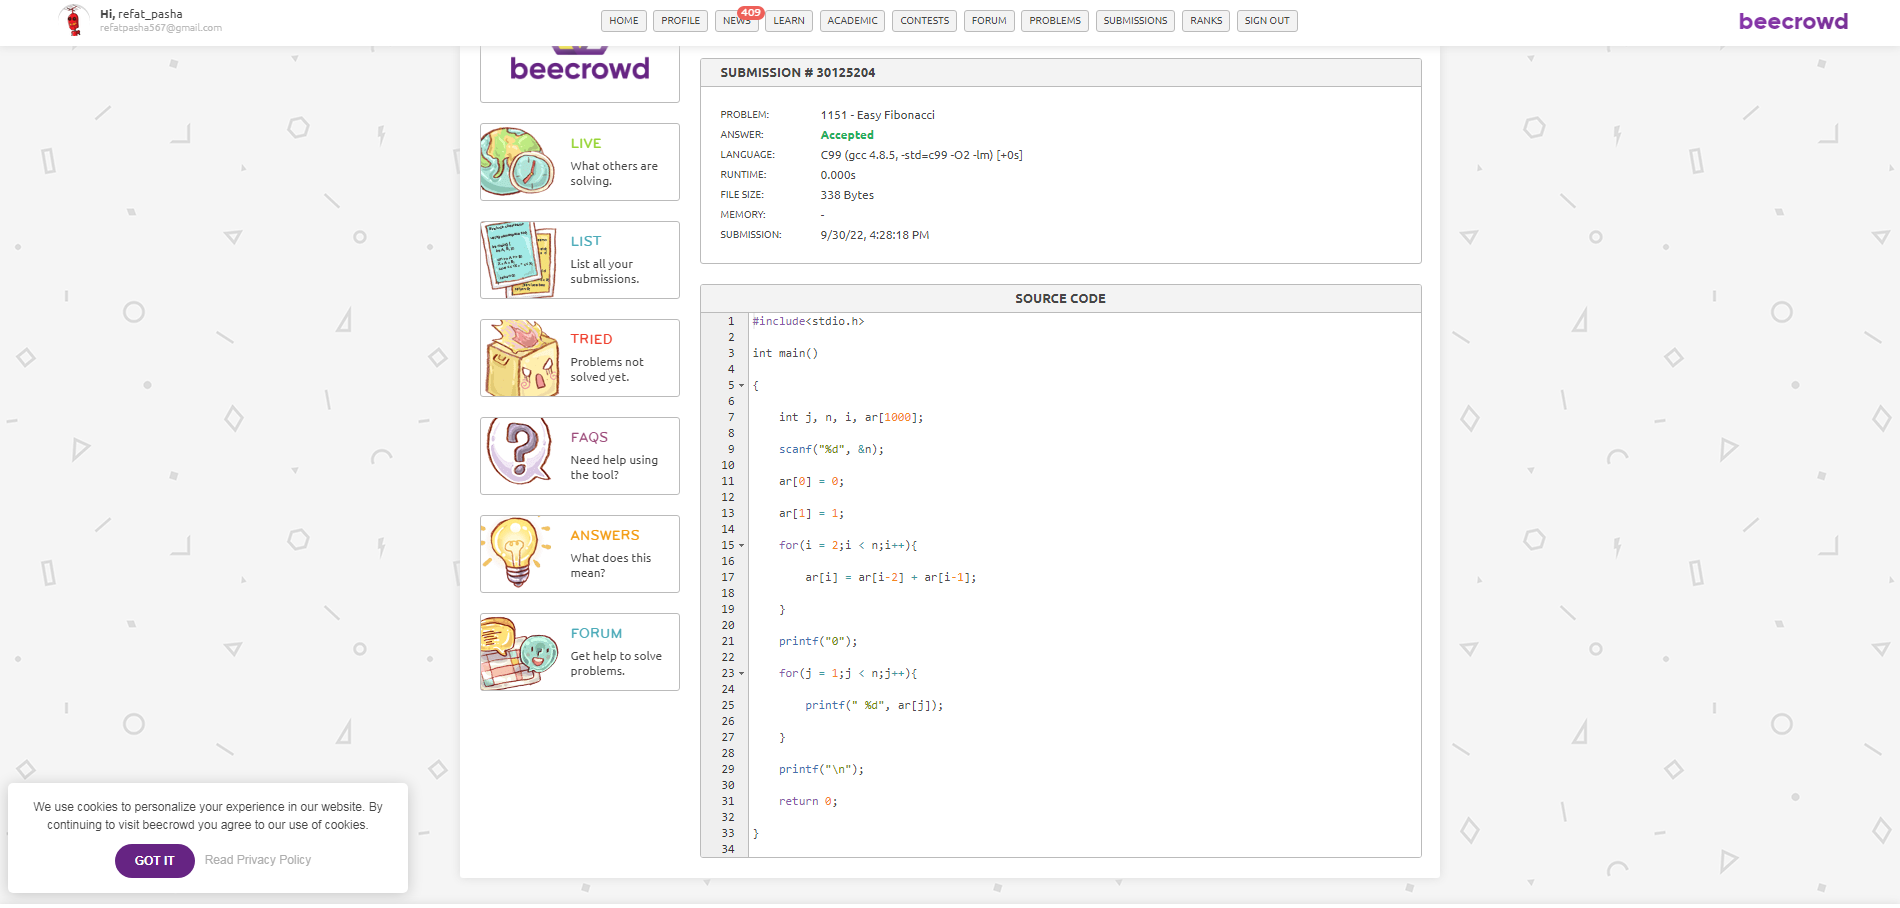 Hi, refat_pasha
refatpasha567@gmail.com
HOME PROFILE NEWS 409 LEARN ACADEMIC CONTESTS FORUM PROBLEMS SUBMISSIONS RANKS SIGN OUT
beecrowd
beecrowd
LIVE
What others are
solving.
LIST
List all your
submissions.
TRIED
Problems not
solved yet.
FAQS
Need help using
the tool?
ANSWERS
What does this
mean?
FORUM
Get help to solve
problems.
SUBMISSION # 30125204
PROBLEM: 1151 - Easy Fibonacci
ANSWER: Accepted
LANGUAGE: C99 (gcc 4.8.5, -std=c99 -O2 -lm) [+0s]
RUNTIME: 0.000s
FILE SIZE: 338 Bytes
MEMORY: -
SUBMISSION: 9/30/22, 4:28:18 PM
SOURCE CODE
1 #include<stdio.h>
2
3 int main()
4
5 {
6
7 int j, n, i, ar[1000];
8
9 scanf("%d", &n);
10
11 ar[0] = 0;
12
13 ar[1] = 1;
14
15 for(i = 2;i < n;i++){
16
17 ar[i] = ar[i-2] + ar[i-1];
18
19 }
20
21 printf("0");
22
23 for(j = 1;j < n;j++){
24
25 printf(" %d", ar[j]);
26
27 }
28
29 printf("\n");
30
31 return 0;
32
33 }
34
We use cookies to personalize your experience in our website. By
continuing to visit beecrowd you agree to our use of cookies.
GOT IT Read Privacy Policy